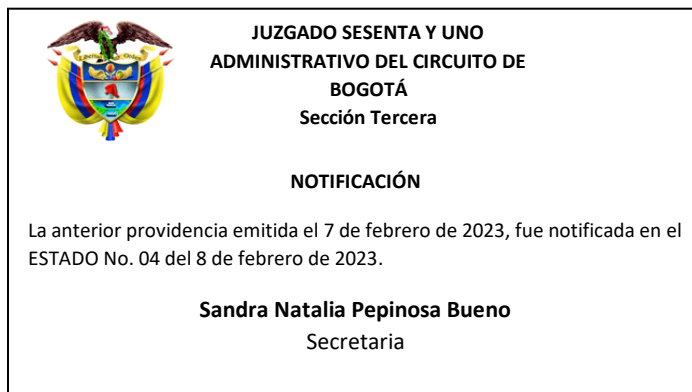 JUZGADO SESENTA Y UNO
ADMINISTRATIVO DEL CIRCUITO DE
BOGOTÁ
Sección Tercera
NOTIFICACIÓN
La anterior providencia emitida el 7 de febrero de 2023, fue notificada en el
ESTADO No. 04 del 8 de febrero de 2023.
Sandra Natalia Pepinosa Bueno
Secretaria